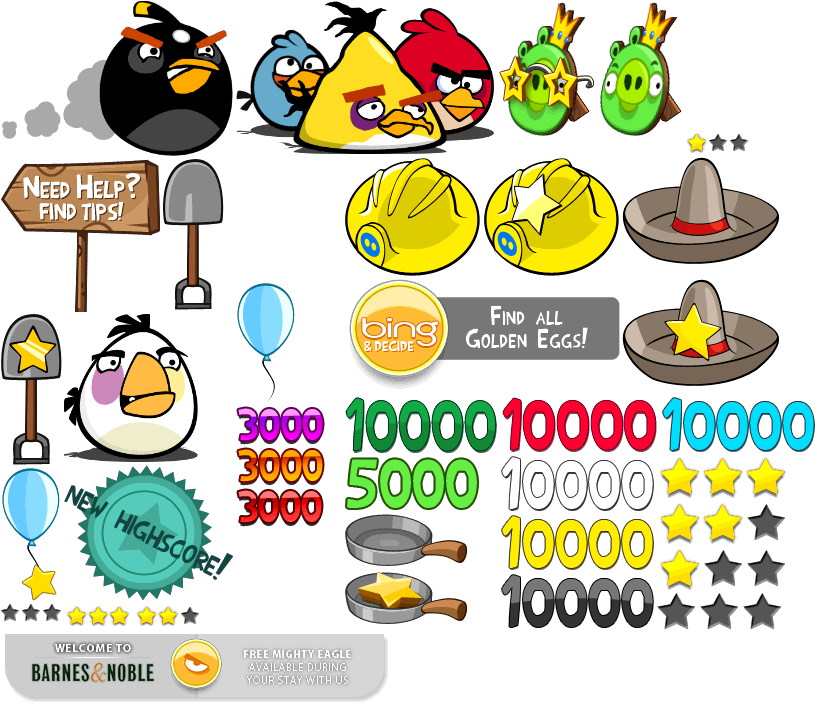 NEED HELP?
FIND TIPS!
bing
& DECIDE
FIND ALL
GOLDEN EGGS!
3000
3000
3000
10000
10000
10000
5000
10000
10000
10000
NEW HIGHSCORE!
WELCOME TO
BARNES&NOBLE
FREE MIGHTY EAGLE
AVAILABLE DURING
YOUR STAY WITH US